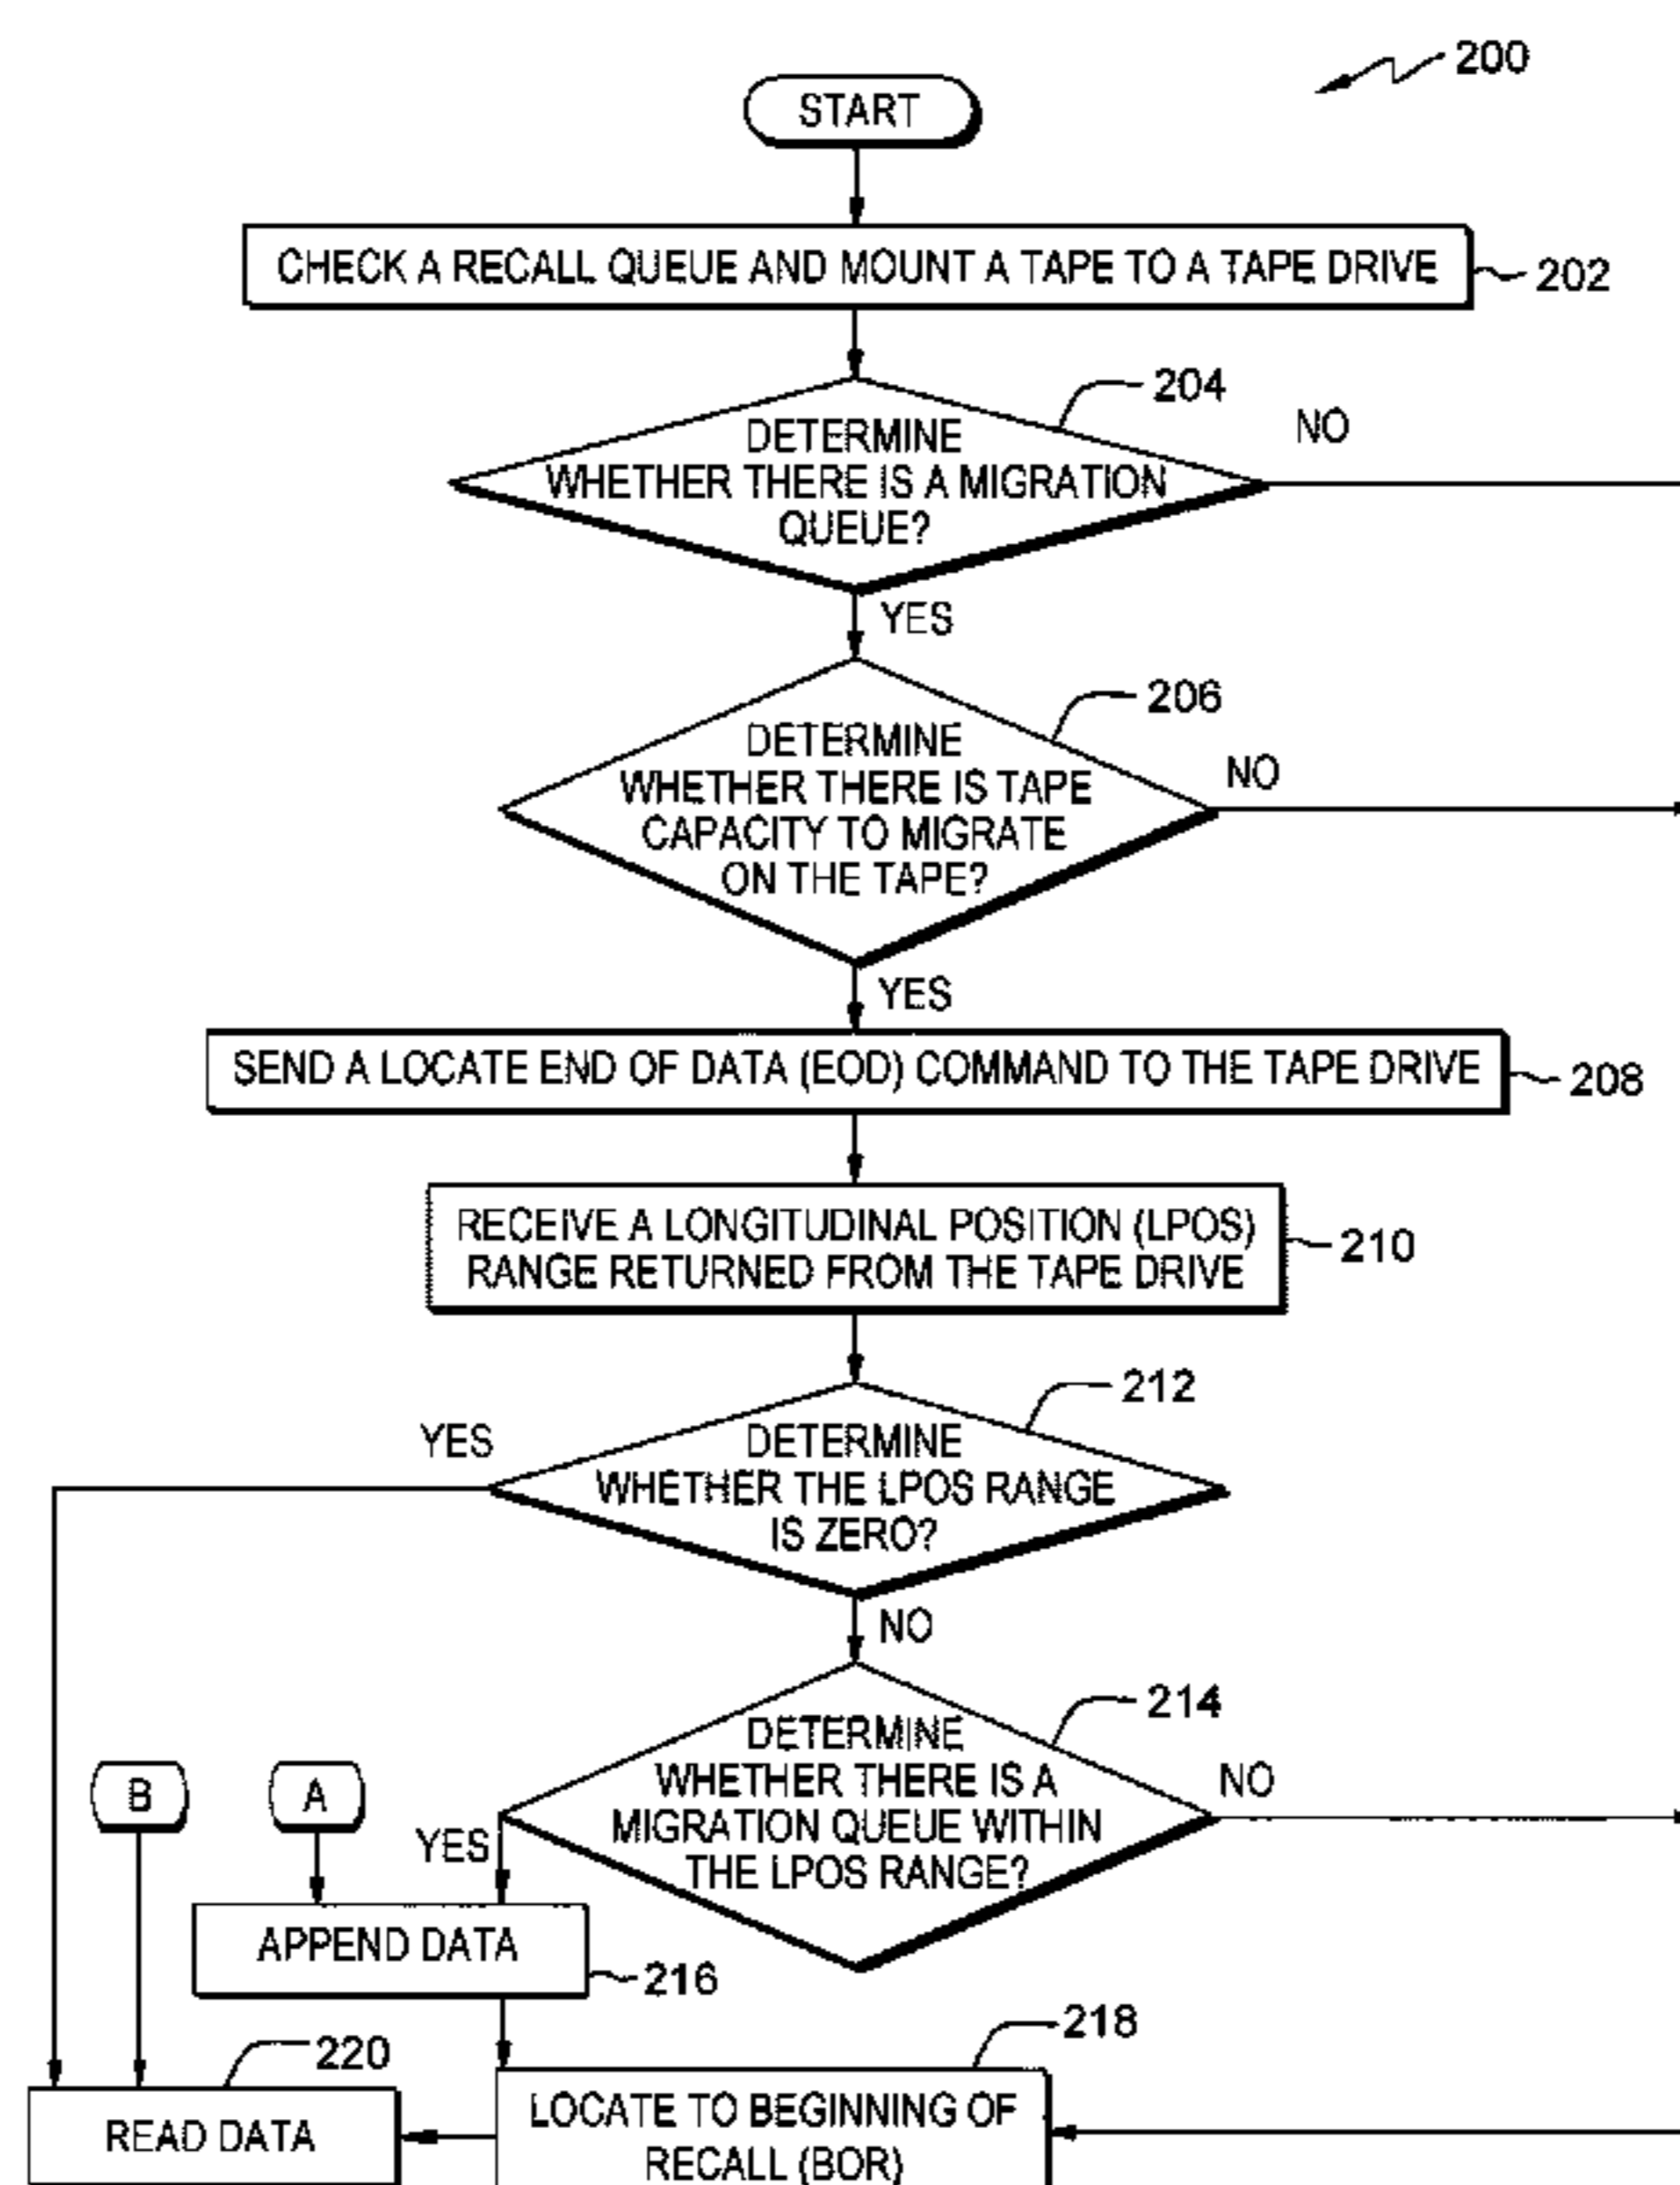 200
START
CHECK A RECALL QUEUE AND MOUNT A TAPE TO A TAPE DRIVE
202
204
NO
DETERMINE
WHETHER THERE IS A MIGRATION
QUEUE?
YES
206
DETERMINE
WHETHER THERE IS TAPE
CAPACITY TO MIGRATE
ON THE TAPE?
NO
YES
SEND A LOCATE END OF DATA (EOD) COMMAND TO THE TAPE DRIVE
208
RECEIVE A LONGITUDINAL POSITION (LPOS)
RANGE RETURNED FROM THE TAPE DRIVE
210
212
YES
DETERMINE
WHETHER THE LPOS RANGE
IS ZERO?
NO
214
DETERMINE
WHETHER THERE IS A
MIGRATION QUEUE WITHIN
THE LPOS RANGE?
NO
B
A
YES
APPEND DATA
216
218
220
READ DATA
LOCATE TO BEGINNING OF
RECALL (BOR)